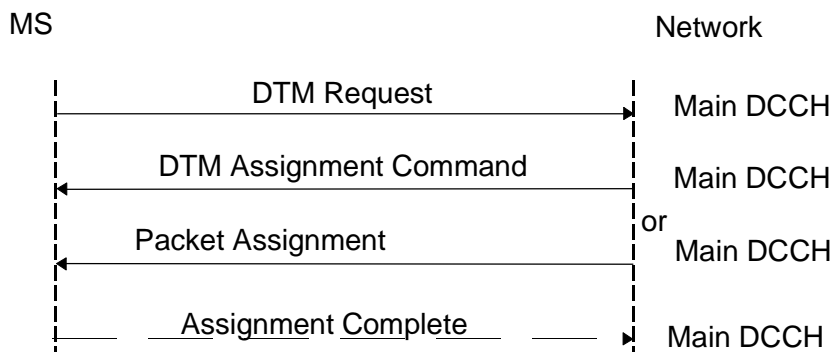 MS
Network
DTM Request
Main DCCH
DTM Assignment Command
Main DCCH
or
Packet Assignment
Main DCCH
Assignment Complete
Main DCCH